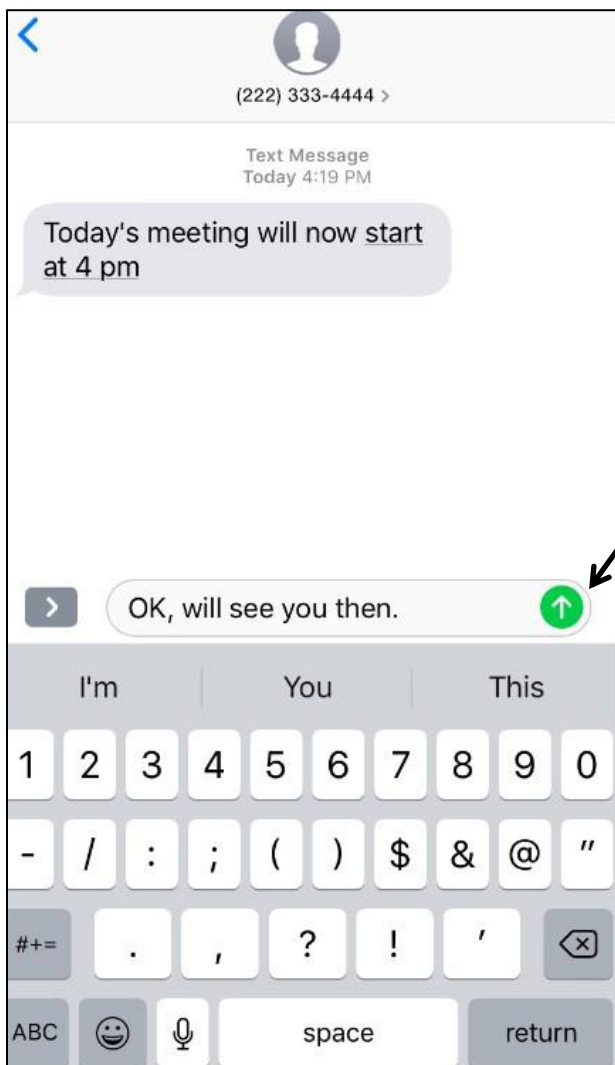 (222) 333-4444 >
Text Message
Today 4:19 PM
Today's meeting will now start
at 4 pm
OK, will see you then.
I'm You This
1 2 3 4 5 6 7 8 9 0
- / : ; ( ) $ & @ "
#+= . , ? ! '
ABC space return